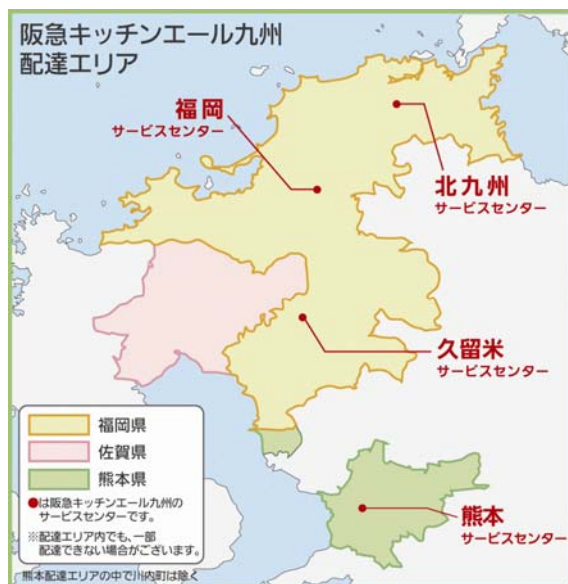 阪急キッチンエール九州
配達エリア
福岡
サービスセンター
北九州
サービスセンター
久留米
サービスセンター
福岡県
佐賀県
熊本県
●は阪急キッチンエール九州の
サービスセンターです。
※配達エリア内でも、一部
配達できない場合がございます。
熊本
サービスセンター
熊本配達エリアの中で川内町は除く